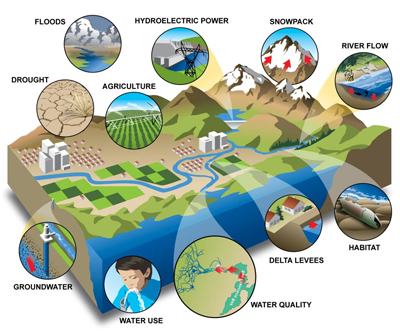 FLOODS
HYDROELECTRIC POWER
SNOWPACK
RIVER FLOW
DROUGHT
AGRICULTURE
HABITAT
DELTA LEVEES
GROUNDWATER
WATER QUALITY
WATER USE